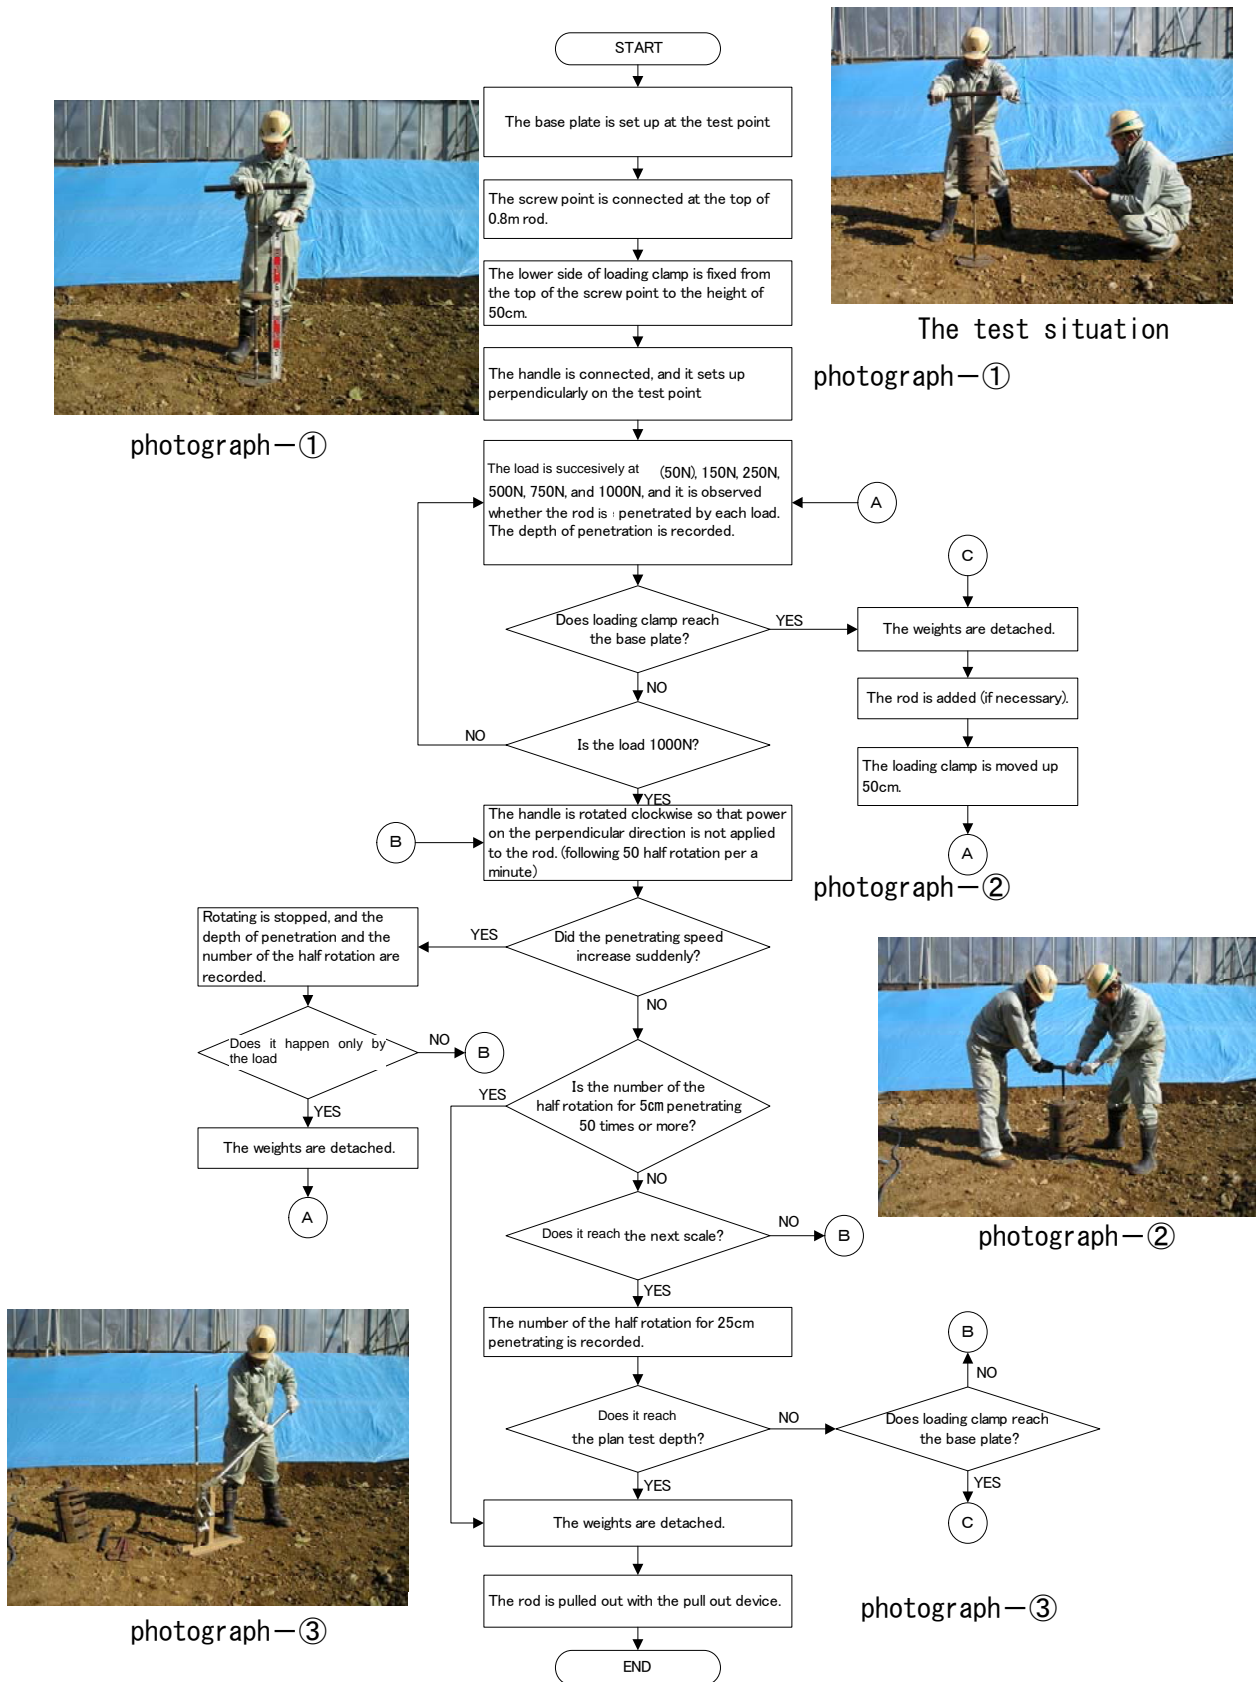 START
The base plate is set up at the test point
The screw point is connected at the top of
0.8m rod.
The lower side of loading clamp is fixed from
the top of the screw point to the height of
50cm.
The handle is connected, and it sets up
perpendicularly on the test point
The test situation
photograph－①
photograph－①
The load is succesively at (50N), 150N, 250N,
500N, 750N, and 1000N, and it is observed
whether the rod is : penetrated by each load.
The depth of penetration is recorded.
A
C
Does loading clamp reach
the base plate?
YES
The weights are detached.
NO
The rod is added (if necessary).
NO
Is the load 1000N?
The loading clamp is moved up
50cm.
YES
B
The handle is rotated clockwise so that power
on the perpendicular direction is not applied
to the rod. (following 50 half rotation per a
minute)
A
photograph－②
Rotating is stopped, and the
depth of penetration and the
number of the half rotation are
recorded.
YES
Did the penetrating speed
increase suddenly?
NO
Does it happen only by
the load
NO
B
YES
The weights are detached.
A
YES
Is the number of the
half rotation for 5cm penetrating
50 times or more?
NO
Does it reach the next scale?
NO
B
photograph－②
YES
The number of the half rotation for 25cm
penetrating is recorded.
B
NO
Does it reach
the plan test depth?
NO
Does loading clamp reach
the base plate?
YES
YES
C
The weights are detached.
The rod is pulled out with the pull out device.
photograph－③
photograph－③
END